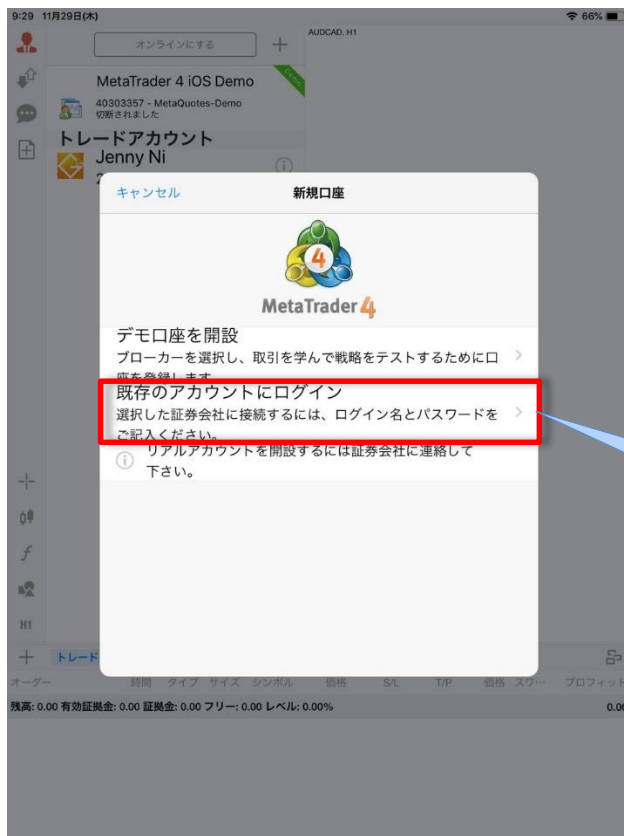 9:29 11月29日(木)
66%
オンラインにする
AUDCAD, H1
MetaTrader 4 iOS Demo
Demo
40303357 - MetaQuotes-Demo
切断されました
トレードアカウント
Jenny Ni
キャンセル
新規口座
4
MetaTrader 4
デモ口座を開設
ブローカーを選択し、取引を学んで戦略をテストするために口
座を登録します
既存のアカウントにログイン
選択した証券会社に接続するには、ログイン名とパスワードを
ご記入ください。
リアルアカウントを開設するには証券会社に連絡して
下さい。
f
H1
トレード
オーダー 時間 タイプ サイズ シンボル 価格 S/L T/P 価格 スワ… プロフィット
残高: 0.00 有効証拠金: 0.00 証拠金: 0.00 フリー: 0.00 レベル: 0.00%
0.00